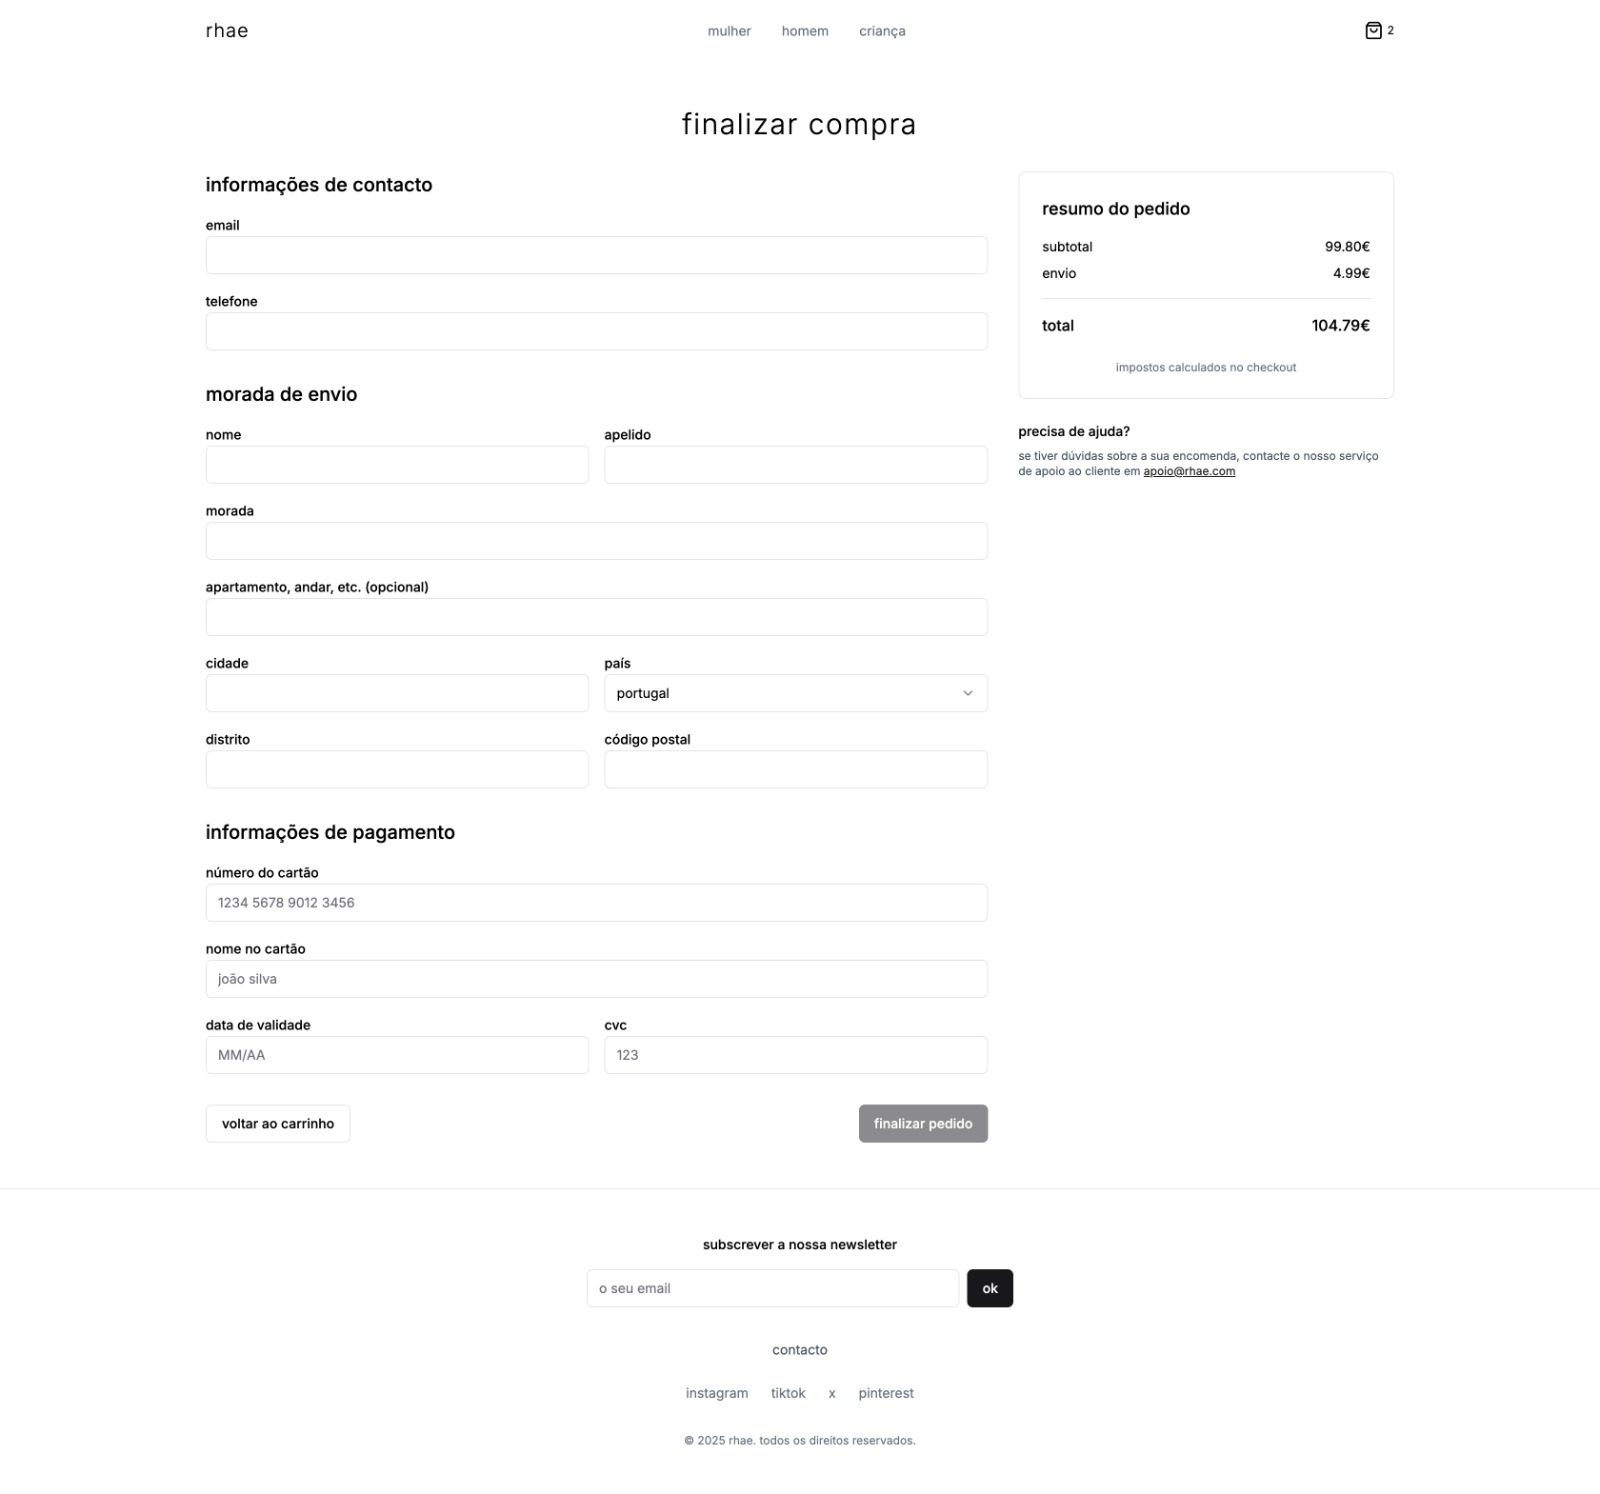 rhae
mulher homem criança
2
finalizar compra
informações de contacto
email
telefone
morada de envio
nome apelido
morada
apartamento, andar, etc. (opcional)
cidade país
portugal
distrito código postal
informações de pagamento
número do cartão
1234 5678 9012 3456
nome no cartão
joão silva
data de validade cvc
MM/AA 123
voltar ao carrinho finalizar pedido
resumo do pedido
subtotal 99.80€
envio 4.99€
total 104.79€
impostos calculados no checkout
precisa de ajuda?
se tiver dúvidas sobre a sua encomenda, contacte o nosso serviço
de apoio ao cliente em apoio@rhae.com
subscrever a nossa newsletter
o seu email ok
contacto
instagram tiktok x pinterest
© 2025 rhae. todos os direitos reservados.